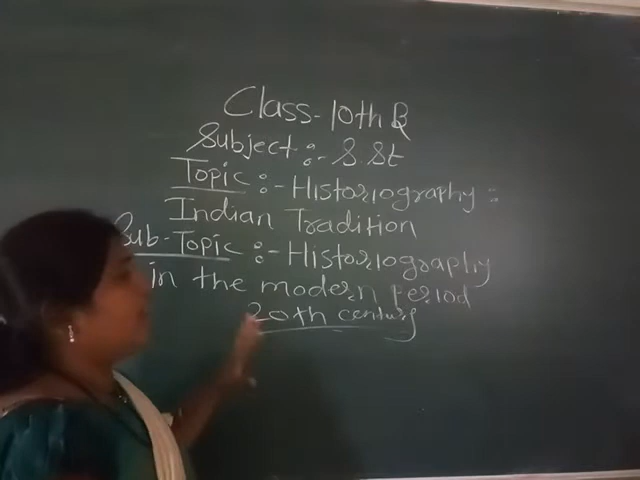 Class-10th B
Subject:- S.St
Topic:- Historiography:
Indian Tradition
Sub-Topic:- Historiography
in the modern period
20th century